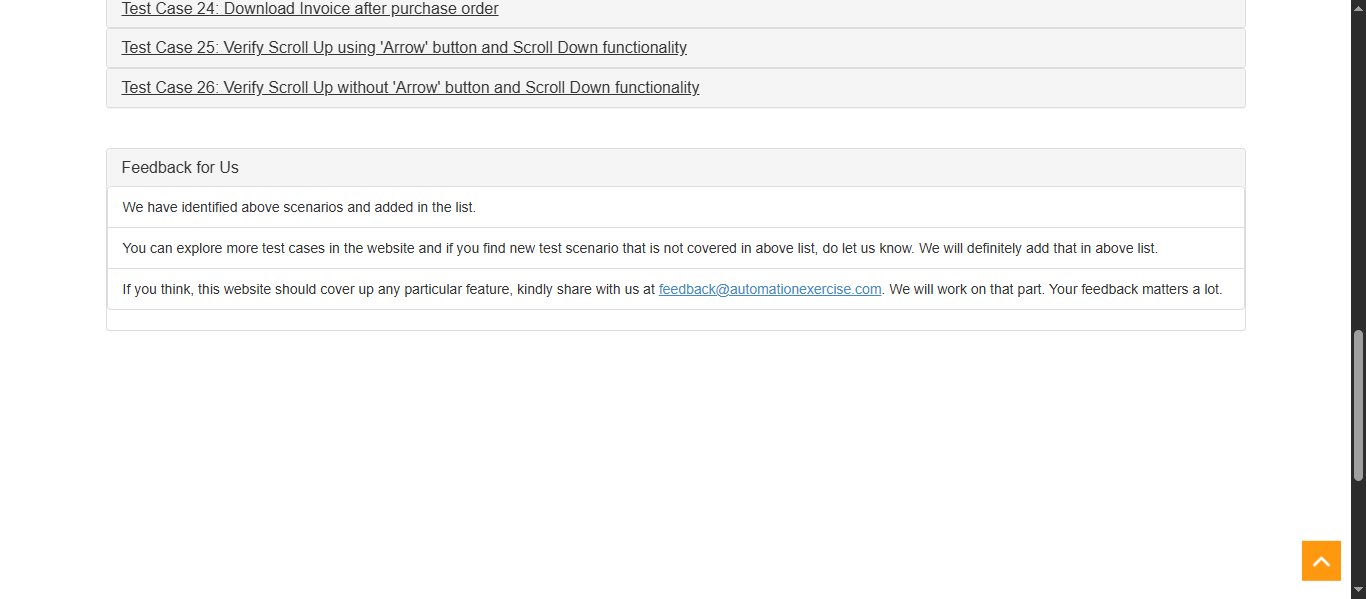 Test Case 24: Download Invoice after purchase order
Test Case 25: Verify Scroll Up using 'Arrow' button and Scroll Down functionality
Test Case 26: Verify Scroll Up without 'Arrow' button and Scroll Down functionality
Feedback for Us
We have identified above scenarios and added in the list.
You can explore more test cases in the website and if you find new test scenario that is not covered in above list, do let us know. We will definitely add that in above list.
If you think, this website should cover up any particular feature, kindly share with us at feedback@automationexercise.com. We will work on that part. Your feedback matters a lot.